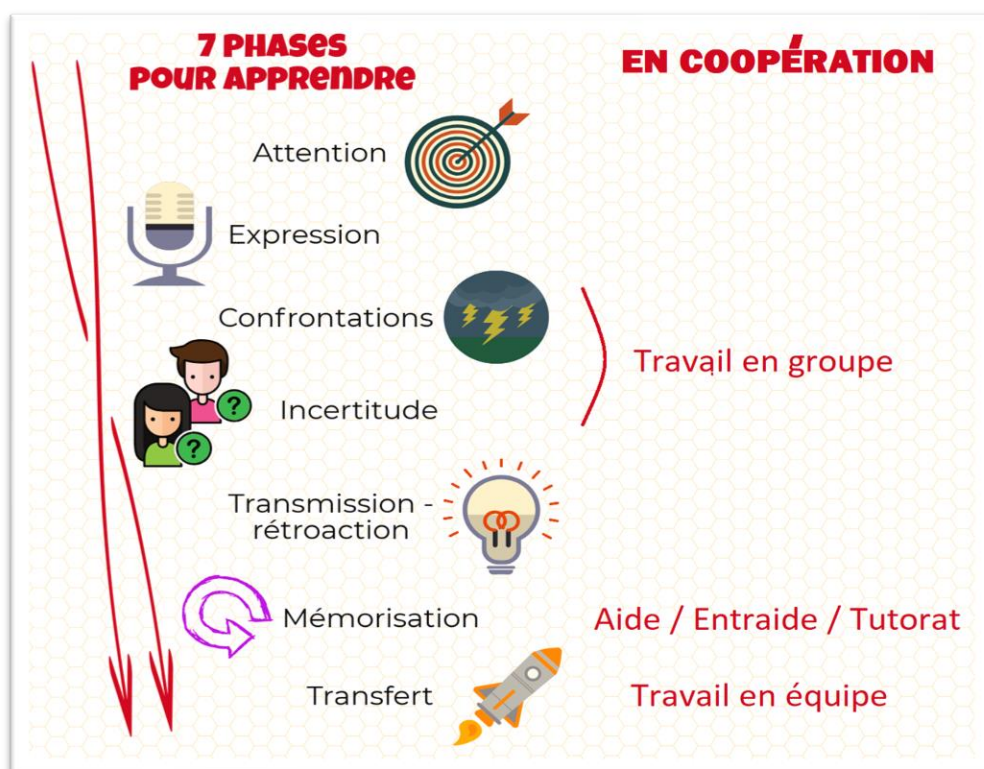 7 PHASES
POUR APPRENDRE
EN COOPÉRATION
Attention
Expression
Confrontations
Travail en groupe
? Incertitude
?
Transmission -
rétroaction
Mémorisation
Aide / Entraide / Tutorat
Transfert
Travail en équipe